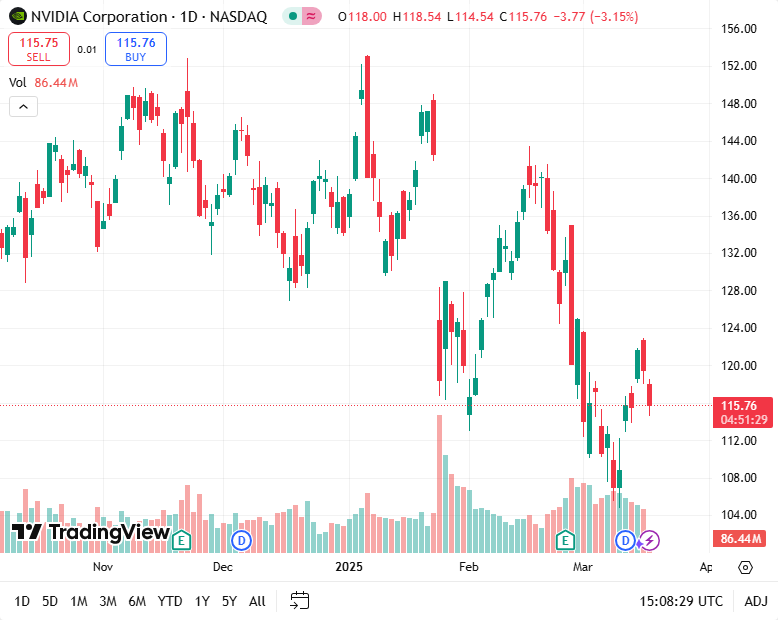 NVIDIA Corporation · 1D · NASDAQ O118.00 H118.54 L114.54 C115.76 −3.77 (−3.15%)
115.75 SELL 0.01 115.76 BUY
Vol 86.44M
156.00
152.00
148.00
144.00
140.00
136.00
132.00
128.00
124.00
120.00
115.76
04:51:29
112.00
108.00
104.00
86.44M
TradingView
E D E D
Nov Dec 2025 Feb Mar Ap
1D 5D 1M 3M 6M YTD 1Y 5Y All 15:08:29 UTC ADJ